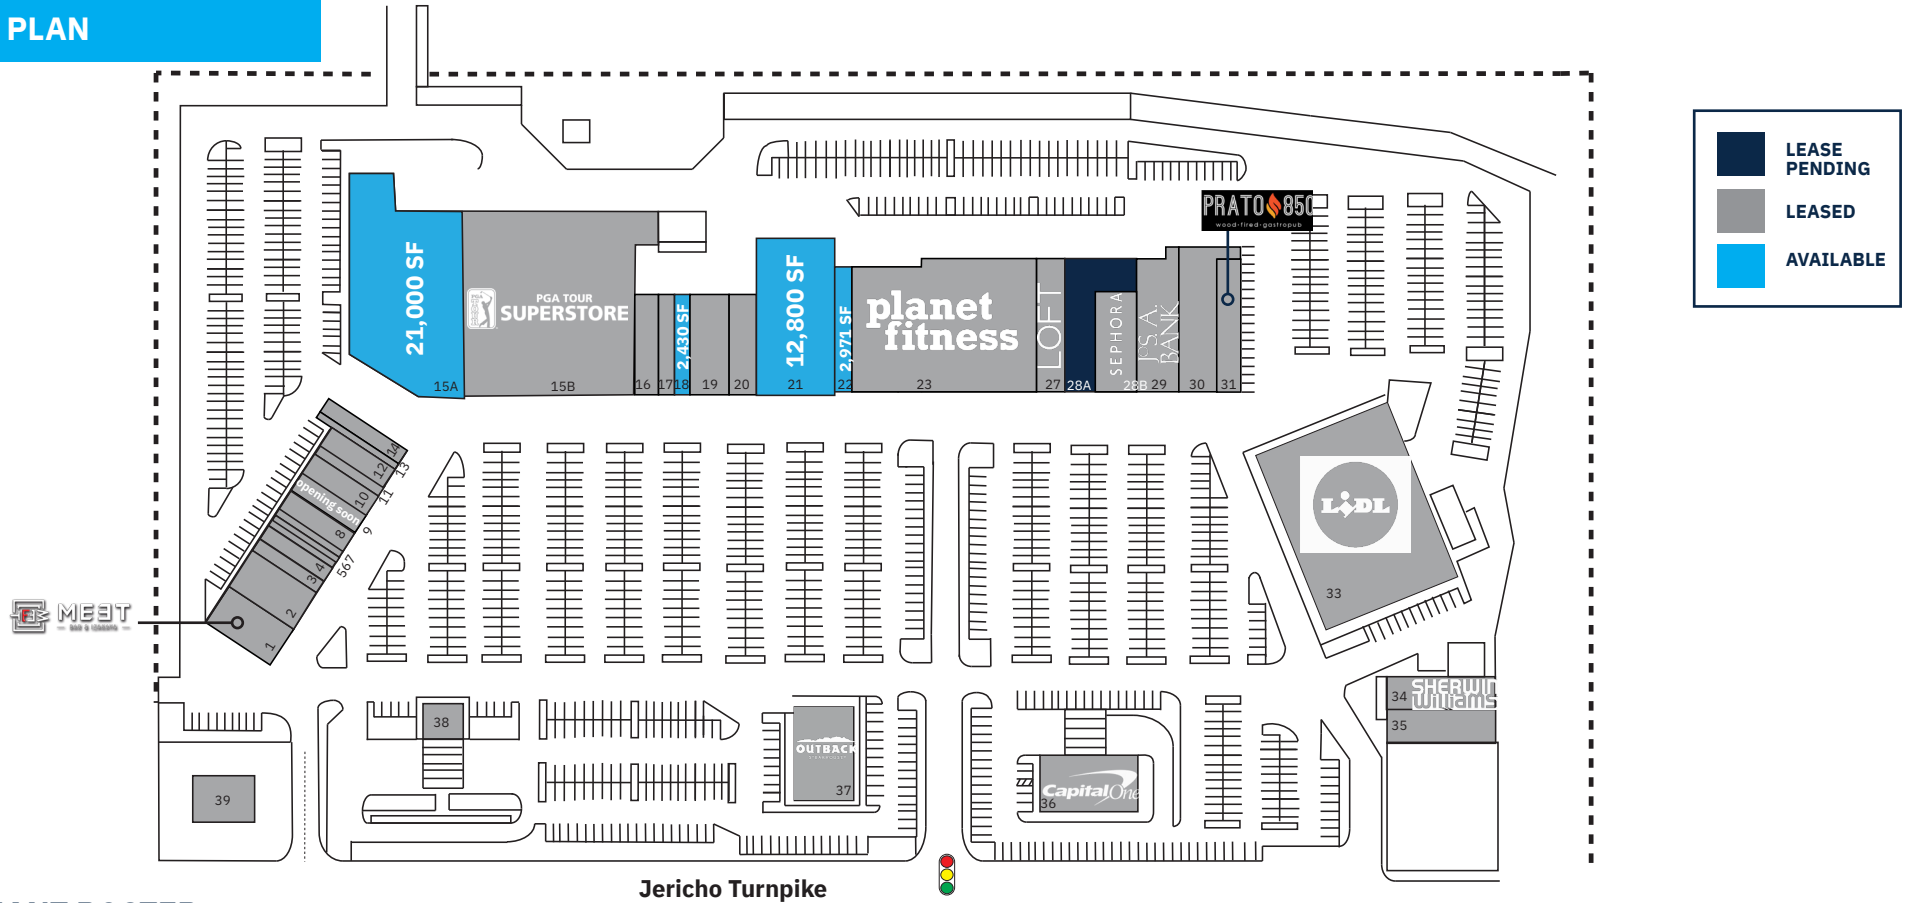 PLAN
LEASE
PENDING
LEASED
AVAILABLE
PRATO 850
wood-fired-gastropub
21,000 SF
15A
PGA TOUR
SUPERSTORE
15B
16
17
2,430 SF
18
19
20
12,800 SF
21
2,971 SF
22
planet
fitness
23
LOFT
27
28A
SEPHORA
28B
J.S. A.
BANK
29
30
31
14
13
12
11
10
opening soon
9
8
567
4
3
2
1
MEET
LIDL
33
34
SHERWIN
Williams
35
38
39
OUTBACK
37
Capital One
36
Jericho Turnpike